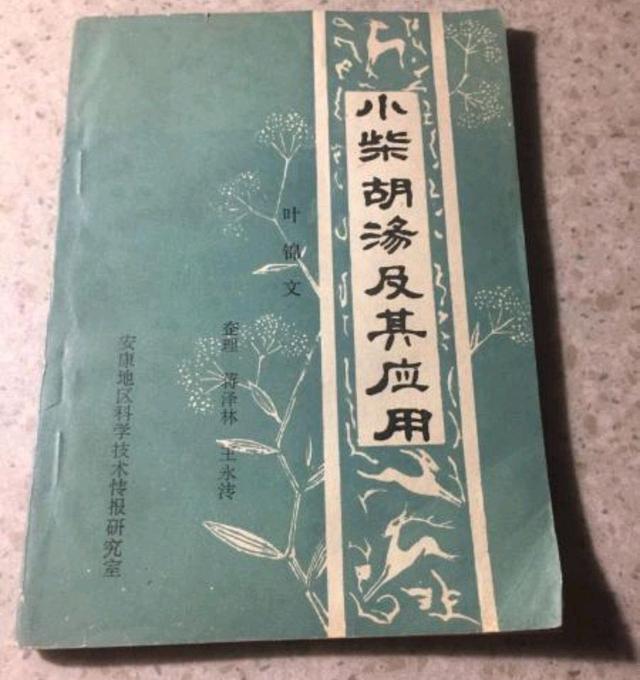 小柴胡汤及其应用
叶锦文
整理 蒋泽林 王永
安康地区科学技术情报研究室